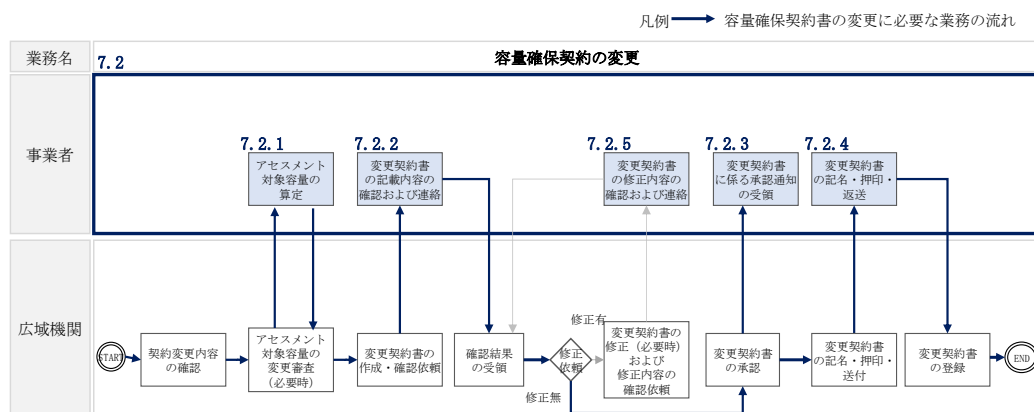 凡例 容量確保契約書の変更に必要な業務の流れ
業務名
7.2
容量確保契約の変更
事業者
7.2.1
アセスメント
対象容量の
算定
7.2.2
変更契約書
の記載内容の
確認および連絡
7.2.5
変更契約書
の修正内容の
確認および連絡
7.2.3
変更契約書
に係る承認通知
の受領
7.2.4
変更契約書
の記名・押印・
返送
広域機関
START
契約変更内容
の確認
アセスメント
対象容量の
変更審査
(必要時)
変更契約書の
作成・確認依頼
確認結果
の受領
修正
依頼
修正有
修正無
変更契約書の
修正（必要時）
および
修正内容の
確認依頼
変更契約書
の承認
変更契約書
の記名・押印・
送付
変更契約書
の登録
END